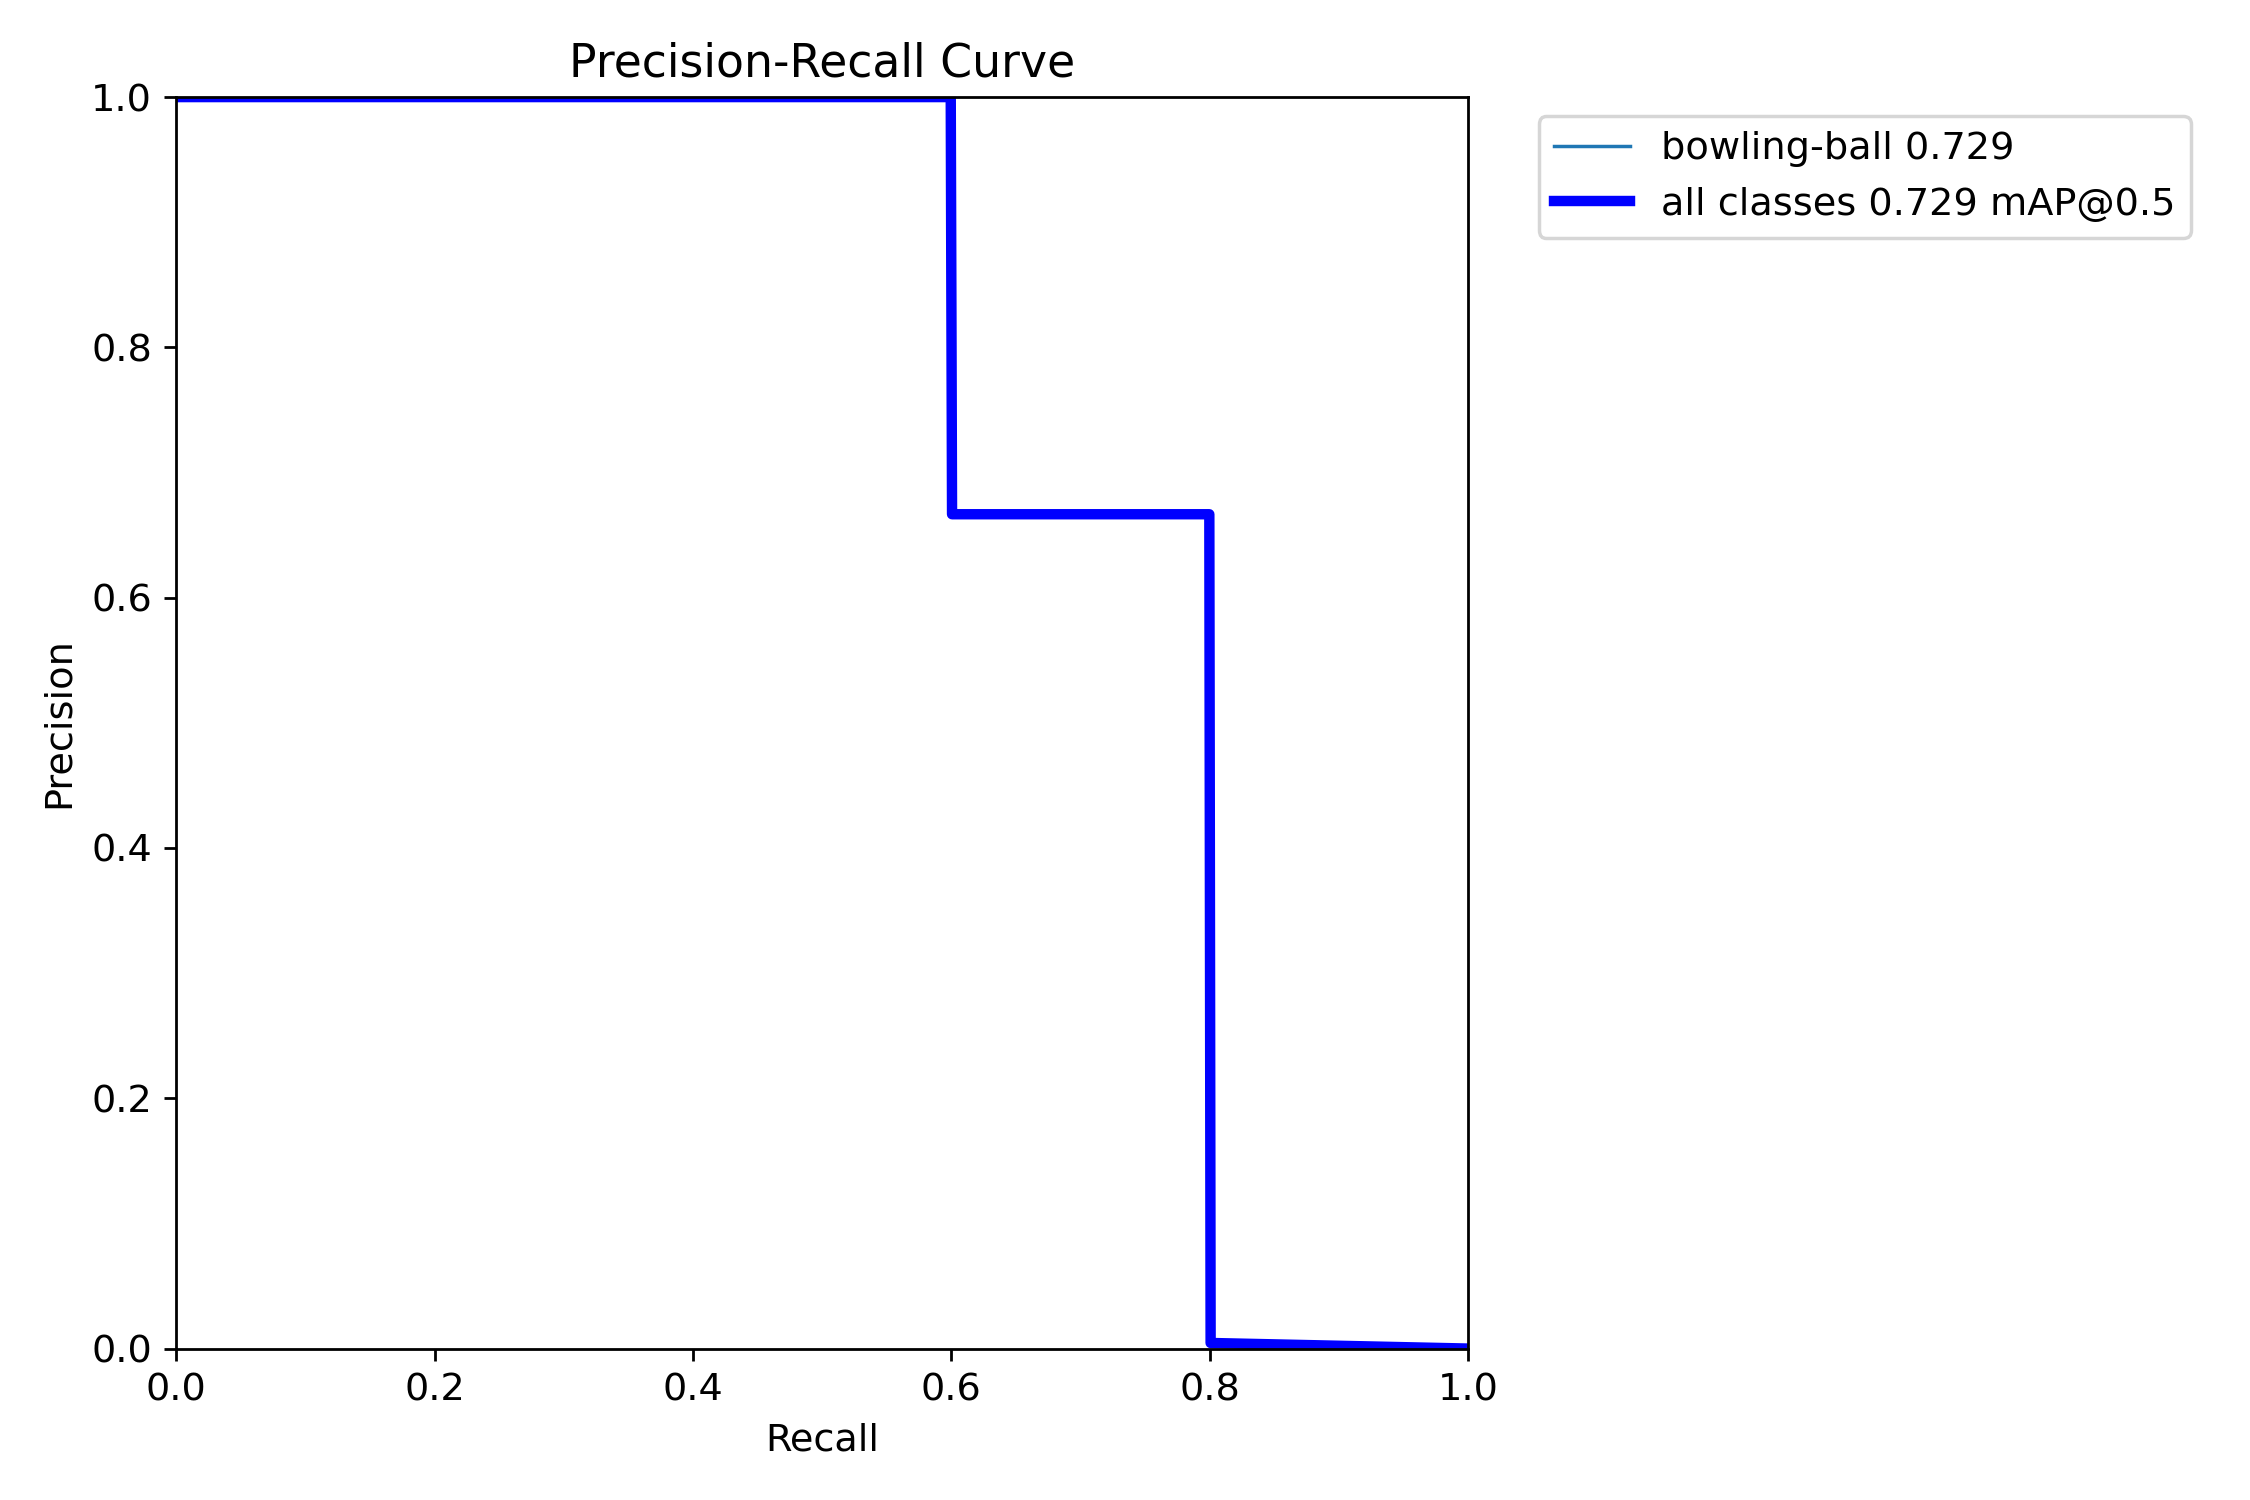 Precision-Recall Curve
1.0
0.8
0.6
0.4
0.2
0.0
Precision
0.0 0.2 0.4 0.6 0.8 1.0
Recall
bowling-ball 0.729
all classes 0.729 mAP@0.5